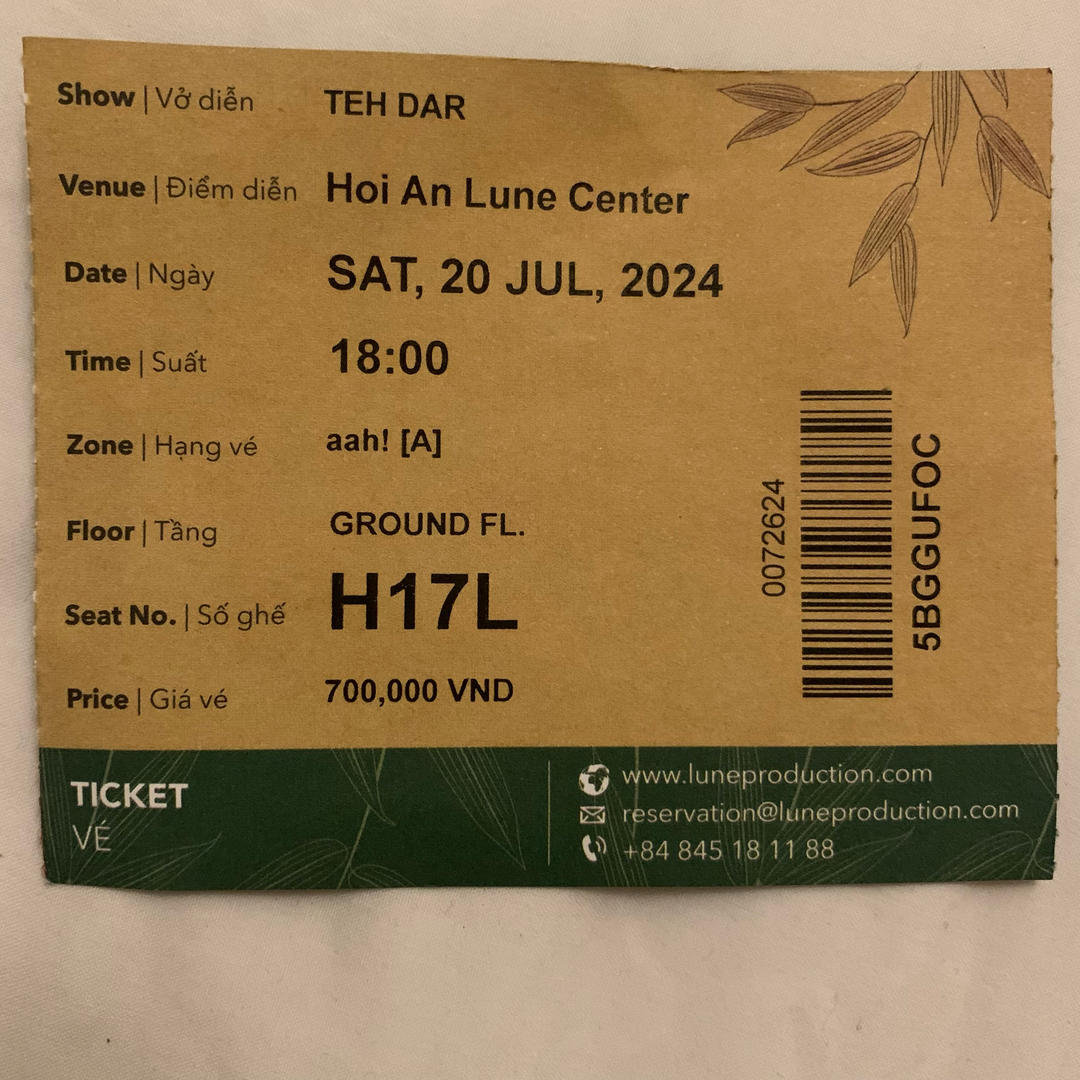 Show | Vở diễn TEH DAR
Venue | Điểm diễn Hoi An Lune Center
Date | Ngày SAT, 20 JUL, 2024
Time | Suất 18:00
Zone | Hạng vé aah! [A]
Floor | Tầng GROUND FL.
Seat No. | Số ghế H17L
Price | Giá vé 700,000 VND
0072624
5BGGUFOC
TICKET
VÉ
www.luneproduction.com
reservation@luneproduction.com
+84 845 18 11 88